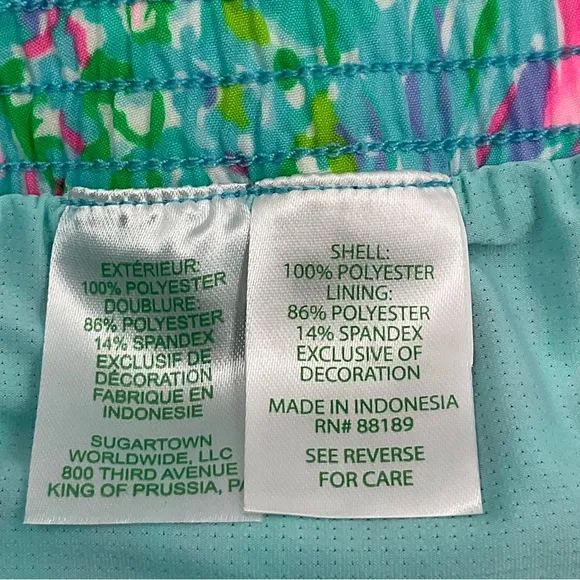 EXTÉRIEUR:
100% POLYESTER
DOUBLURE:
86% POLYESTER
14% SPANDEX
EXCLUSIF DE
DÉCORATION
FABRIQUE EN
INDONESIE
SUGARTOWN
WORLDWIDE, LLC
800 THIRD AVENUE
KING OF PRUSSIA, PA
SHELL:
100% POLYESTER
LINING:
86% POLYESTER
14% SPANDEX
EXCLUSIVE OF
DECORATION
MADE IN INDONESIA
RN# 88189
SEE REVERSE
FOR CARE